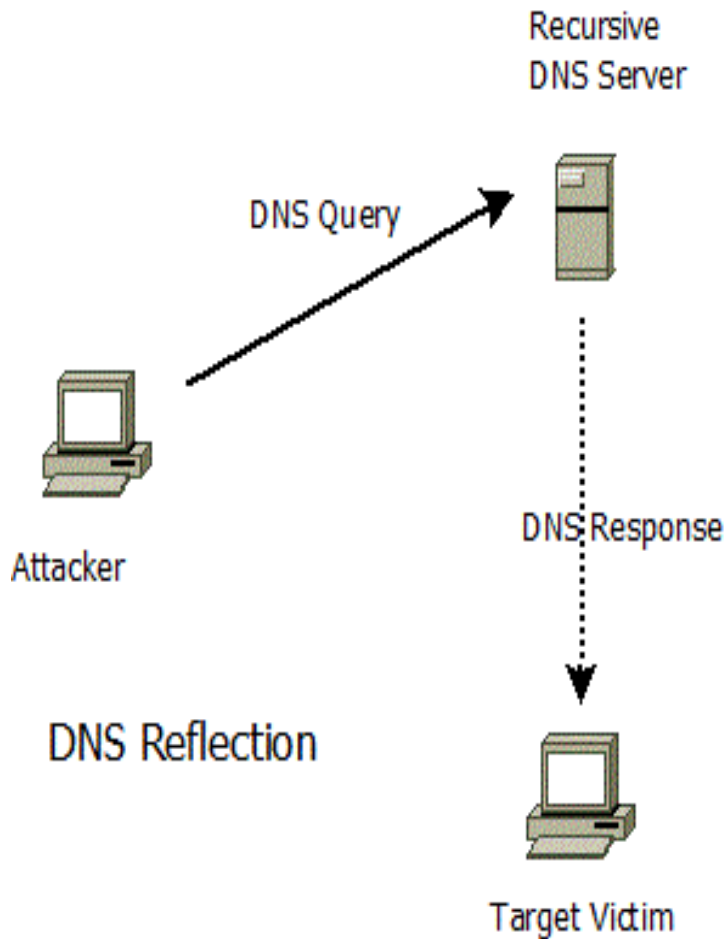 Recursive
DNS Server
DNS Query
DNS Response
Attacker
DNS Reflection
Target Victim